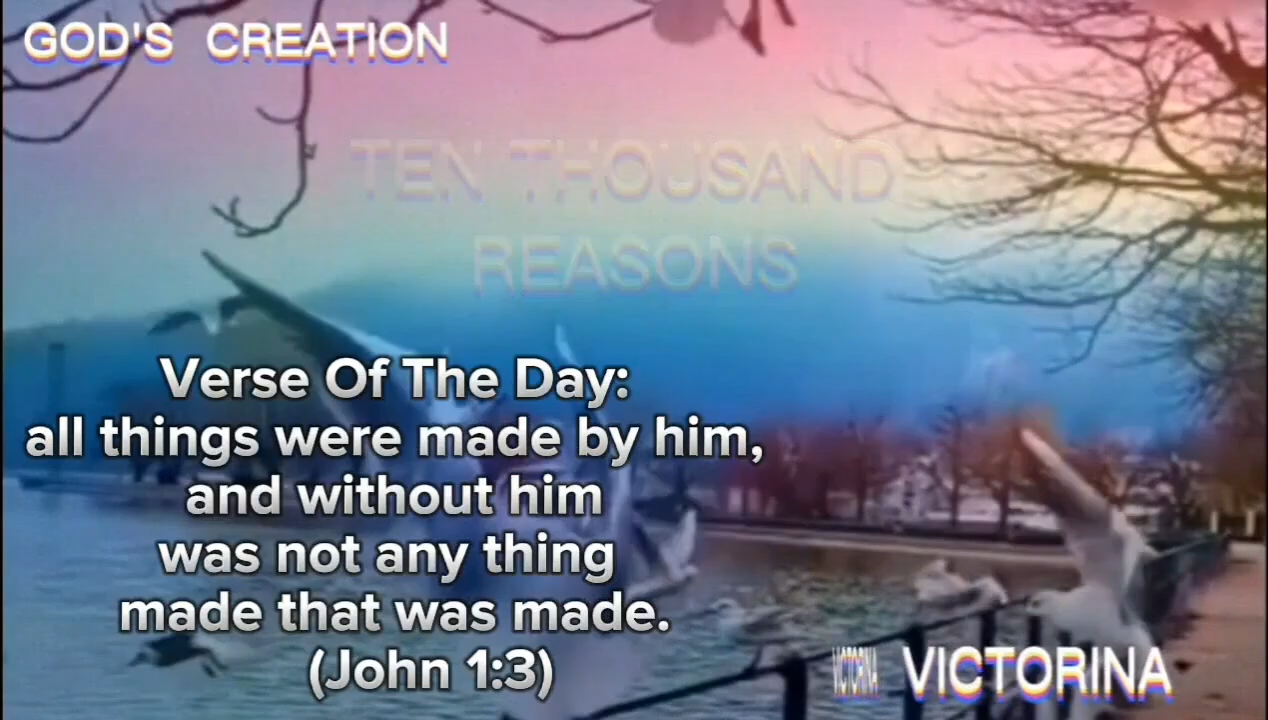 GOD'S CREATION
TEN THOUSAND
REASONS
Verse Of The Day:
all things were made by him,
and without him
was not any thing
made that was made.
(John 1:3)
VICTORINA VICTORINA